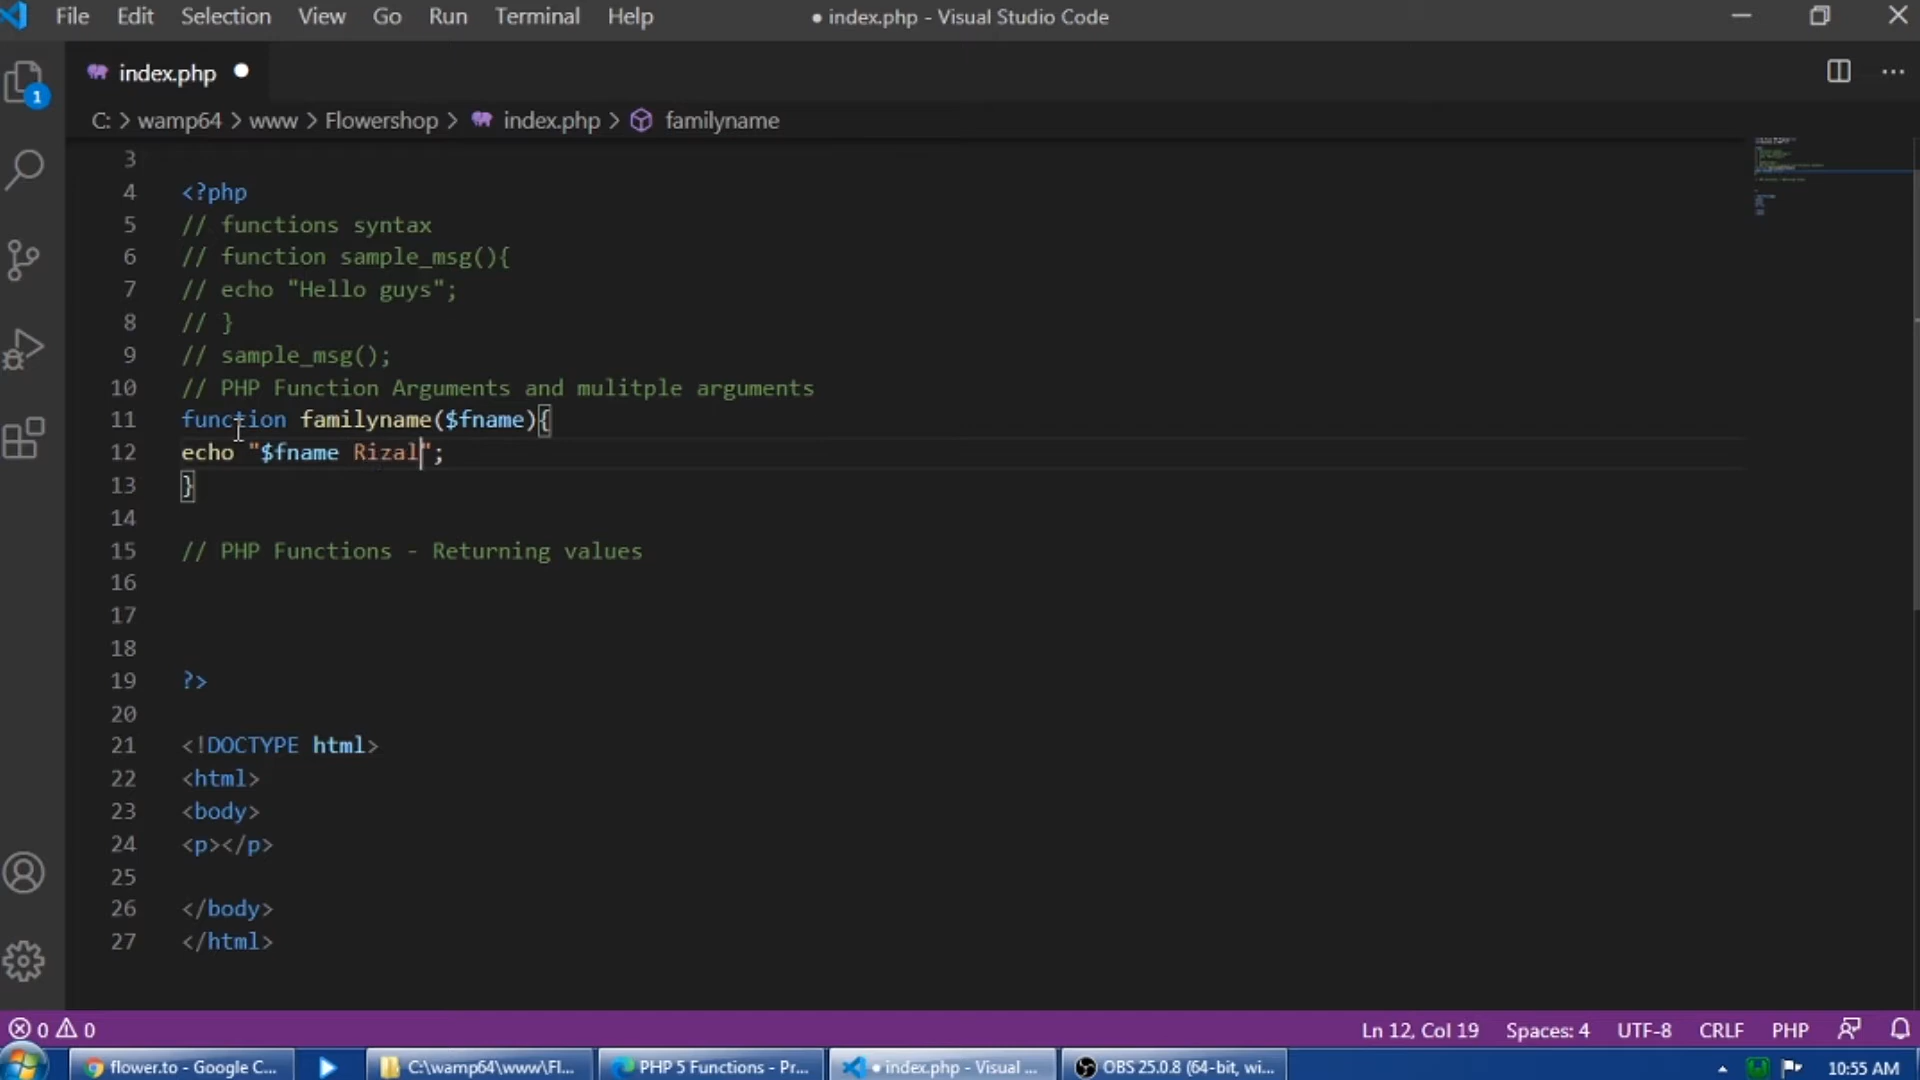 File Edit Selection View Go Run Terminal Help ● index.php - Visual Studio Code
index.php ●
C: > wamp64 > www > Flowershop > index.php > familyname
1
3
4 <?php
5 // functions syntax
6 // function sample_msg(){
7 // echo "Hello guys";
8 // }
9 // sample_msg();
10 // PHP Function Arguments and mulitple arguments
11 function familyname($fname){
12 echo "$fname Rizal";
13 }
14
15 // PHP Functions - Returning values
16
17
18
19 ?>
20
21 <!DOCTYPE html>
22 <html>
23 <body>
24 <p></p>
25
26 </body>
27 </html>
0 0 Ln 12, Col 19 Spaces: 4 UTF-8 CRLF PHP
flower.to - Google C... C:\wamp64\www\Fl... PHP 5 Functions - Pr... ● index.php - Visual ... OBS 25.0.8 (64-bit, wi... 10:55 AM